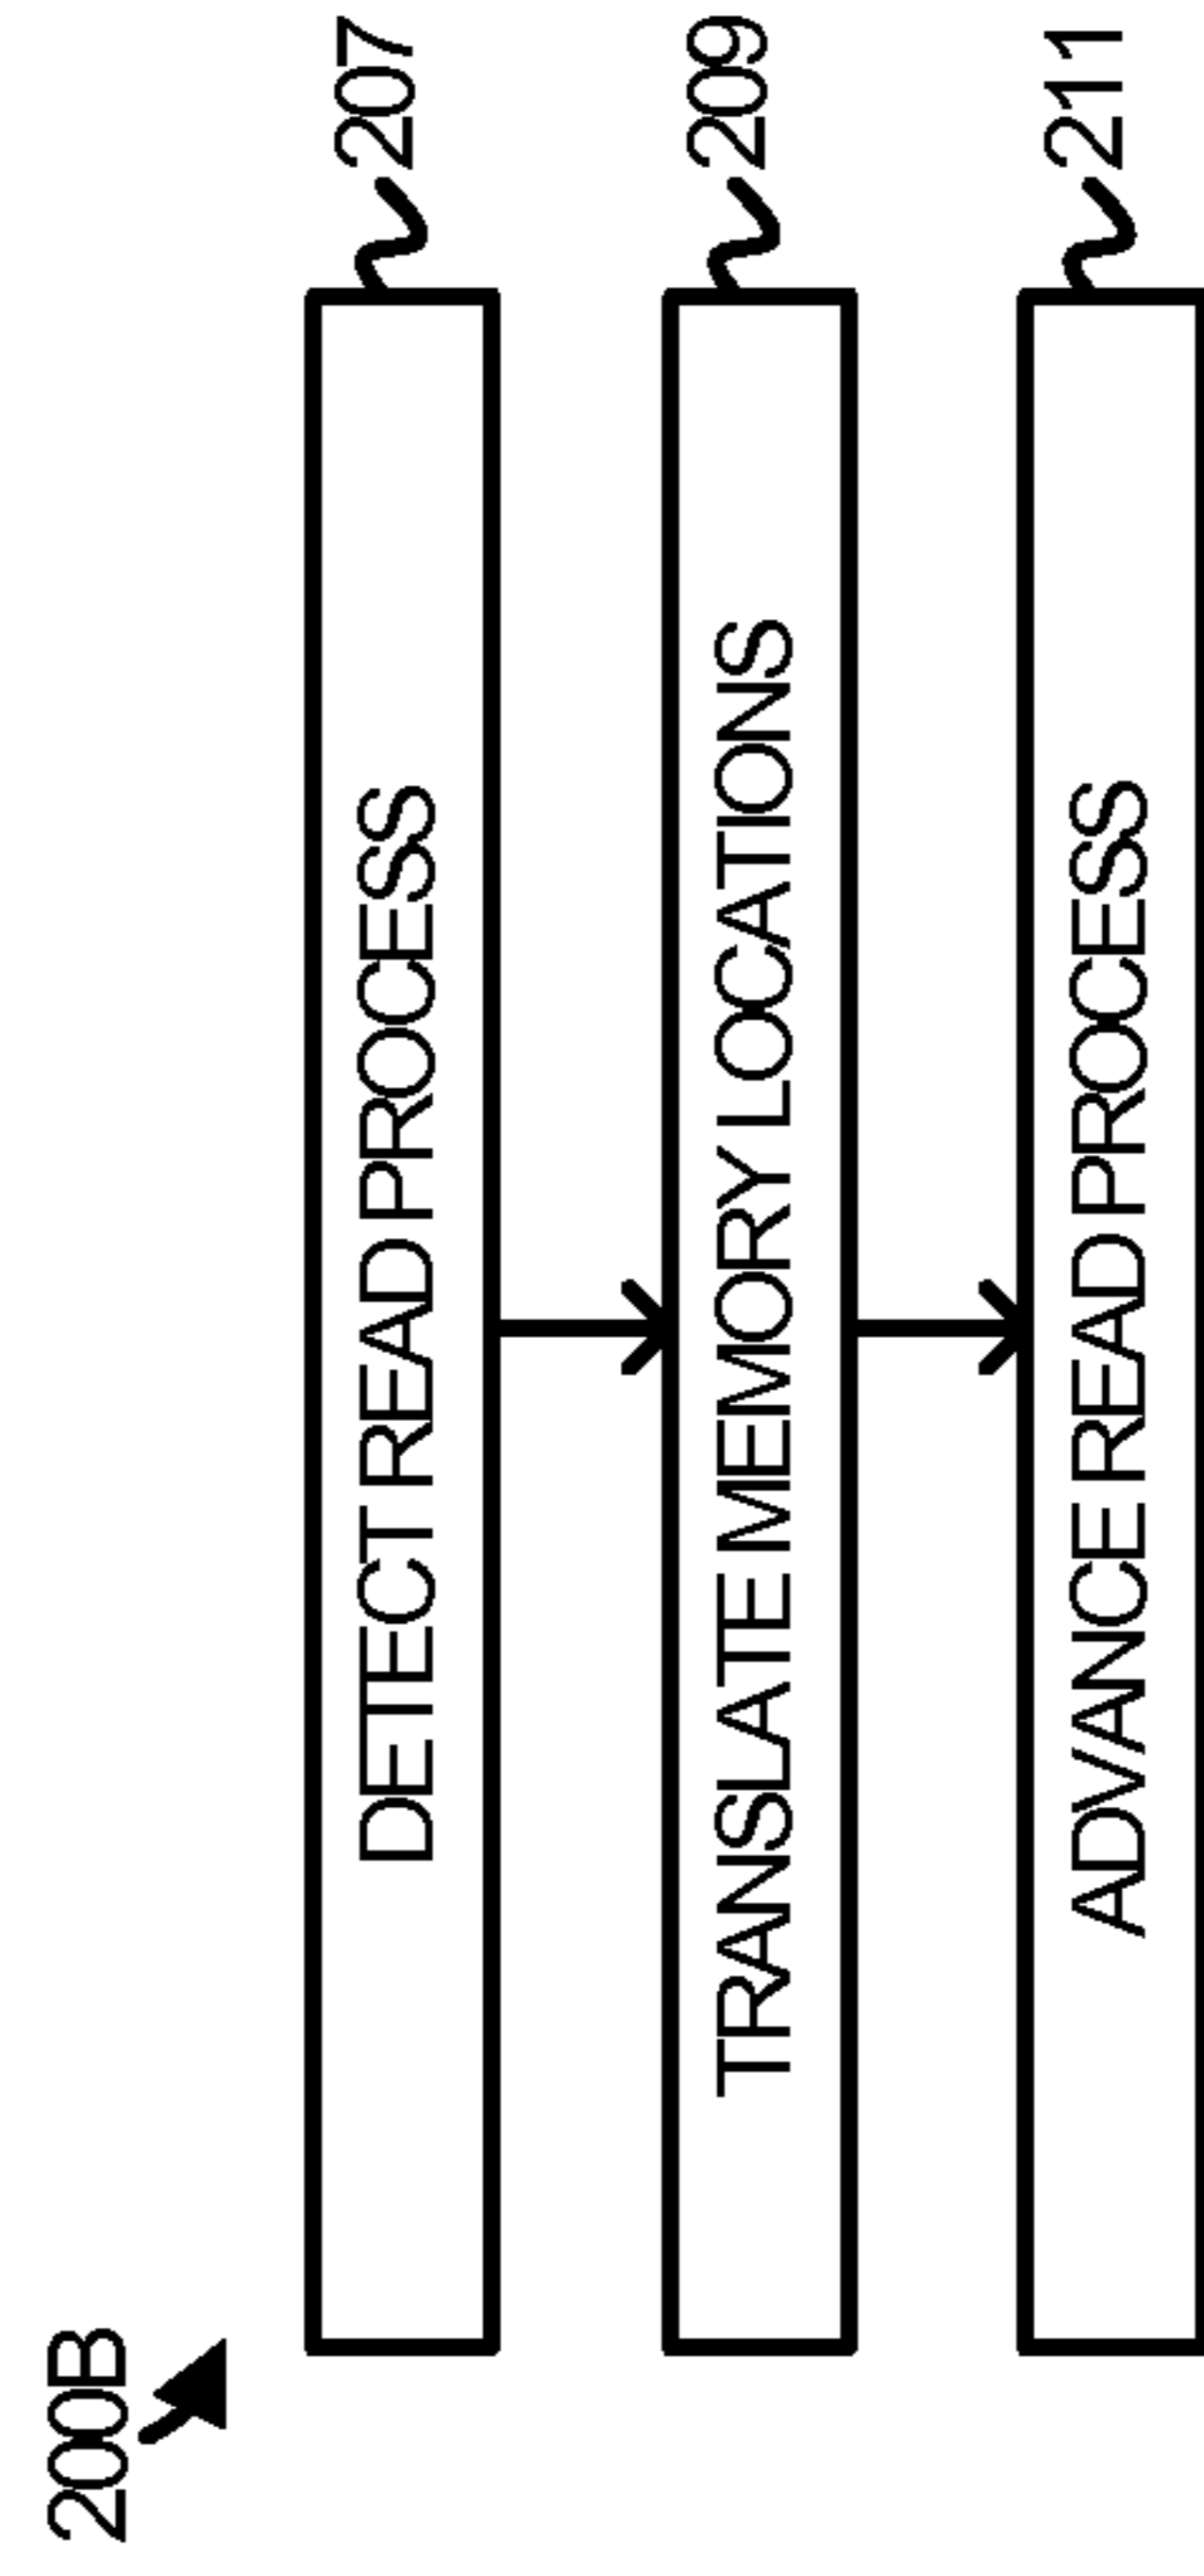 200B
DETECT READ PROCESS
207
TRANSLATE MEMORY LOCATIONS
209
ADVANCE READ PROCESS
211